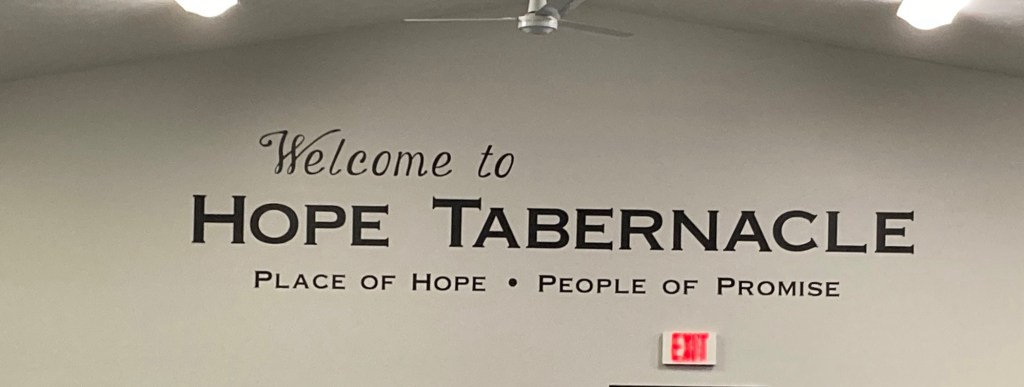 Welcome to
HOPE TABERNACLE
PLACE OF HOPE • PEOPLE OF PROMISE
EXIT